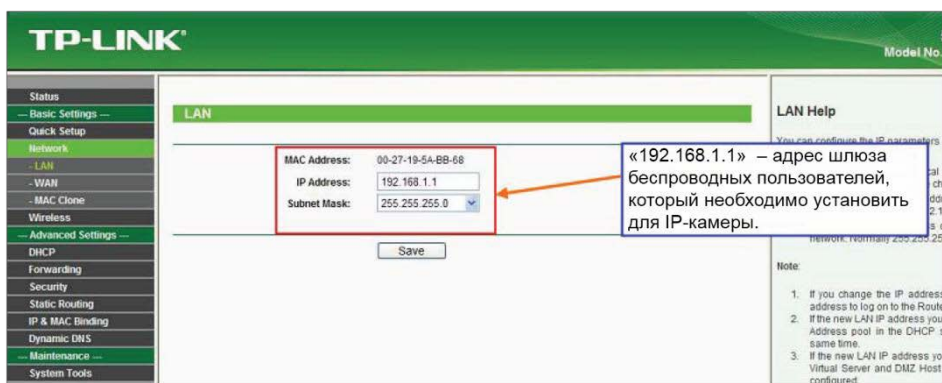 TP-LINK®
Model No.
Status
--- Basic Settings ---
Quick Setup
Network
- LAN
- WAN
- MAC Clone
Wireless
--- Advanced Settings ---
DHCP
Forwarding
Security
Static Routing
IP & MAC Binding
Dynamic DNS
--- Maintenance ---
System Tools
LAN
MAC Address: 00-27-19-5A-BB-68
IP Address: 192.168.1.1
Subnet Mask: 255.255.255.0
Save
«192.168.1.1» – адрес шлюза
беспроводных пользователей,
который необходимо установить
для IP-камеры.
LAN Help
You can configure the IP parameters
network. Normally 255.255.25
Note:
1. If you change the IP address
address to log on to the Route
2. If the new LAN IP address you
Address pool in the DHCP s
same time.
3. If the new LAN IP address yo
Virtual Server and DMZ Host
configured.